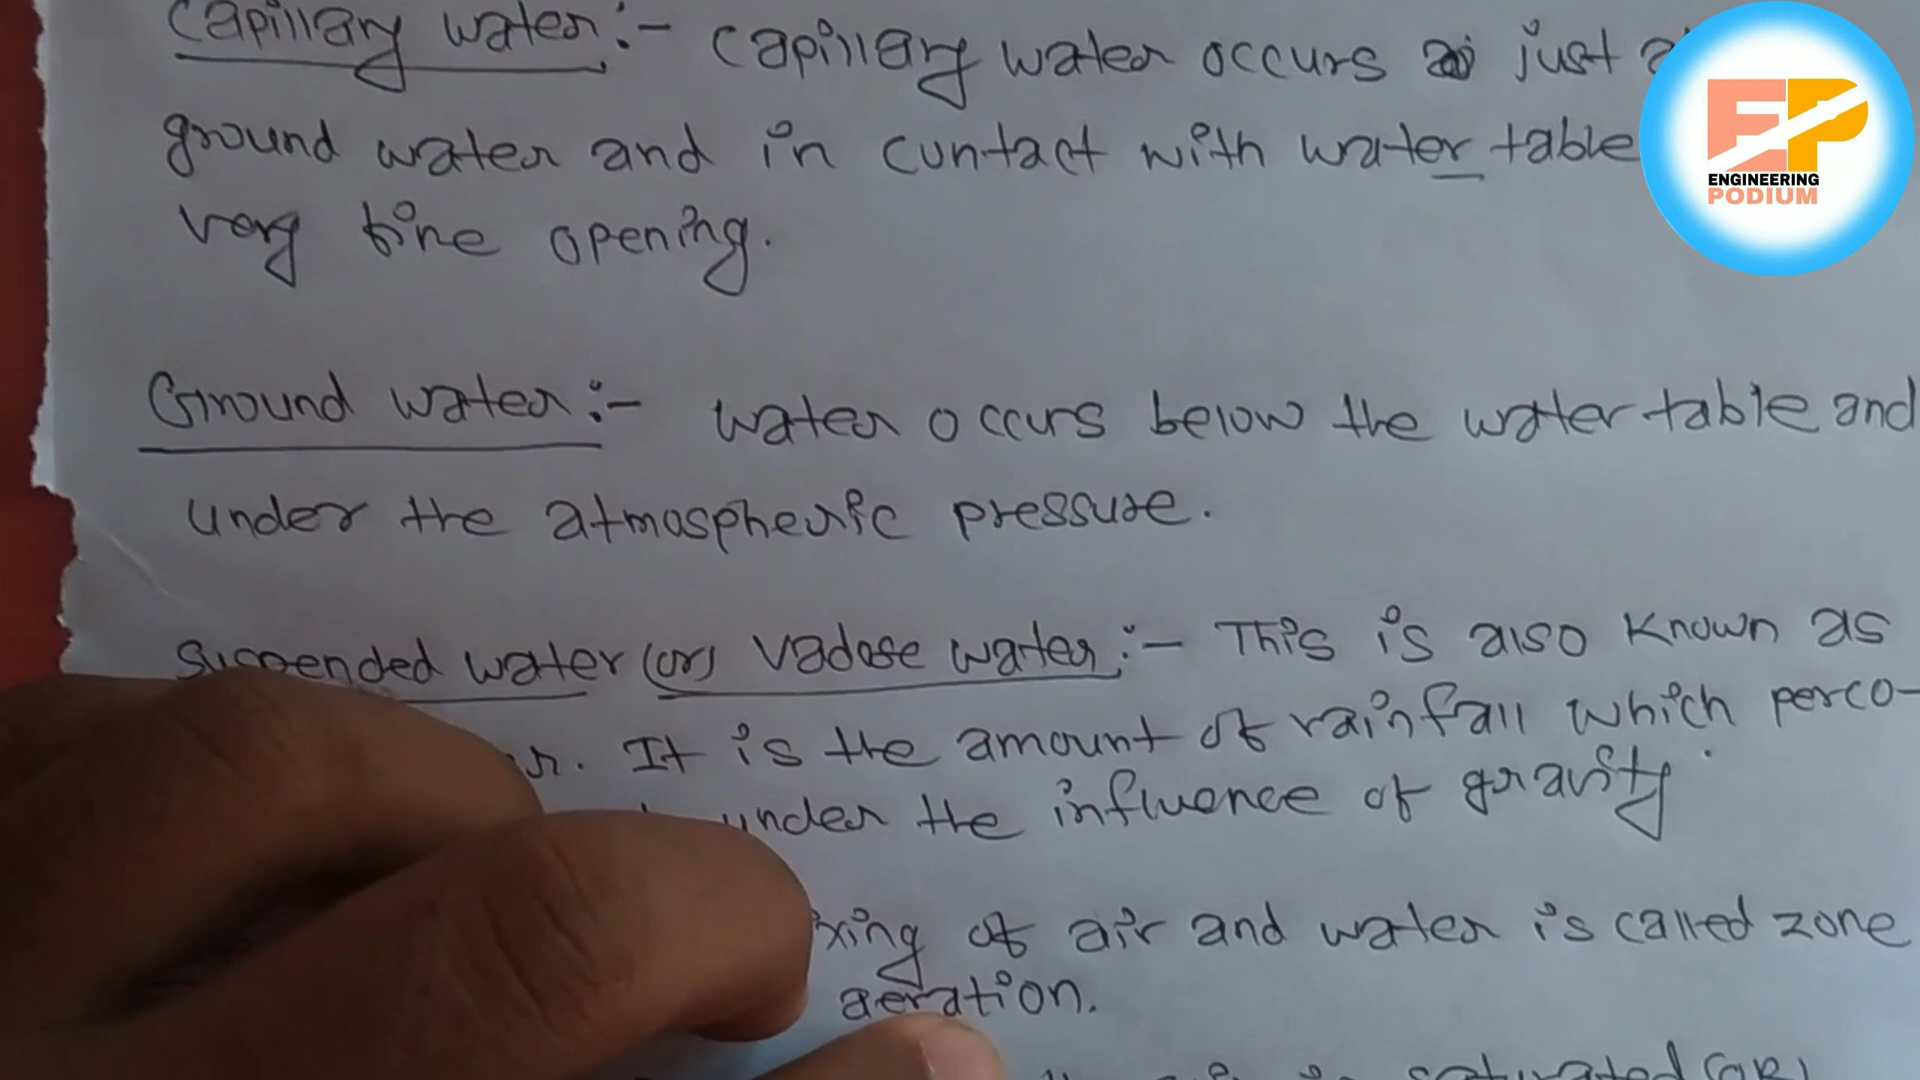 Capillary water:- Capillary water occurs just
ground water and in cuntact with water table
very fine opening.
Ground water:- water occurs below the water table and
under the atmospheric pressure.
Suspended water (or) Vadose water:- This is also known as
It is the amount of rainfall which perco-
under the influence of gravity
of air and water is called zone
aeration.
saturated (or)
EP
ENGINEERING
PODIUM